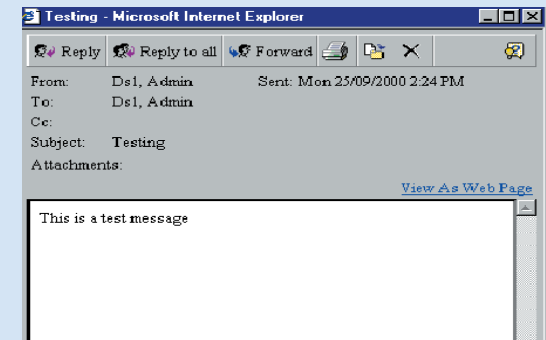 Testing - Microsoft Internet Explorer
Reply Reply to all Forward
From: Ds1, Admin Sent: Mon 25/09/2000 2:24 PM
To: Ds1, Admin
Cc:
Subject: Testing
Attachments:
View As Web Page
This is a test message